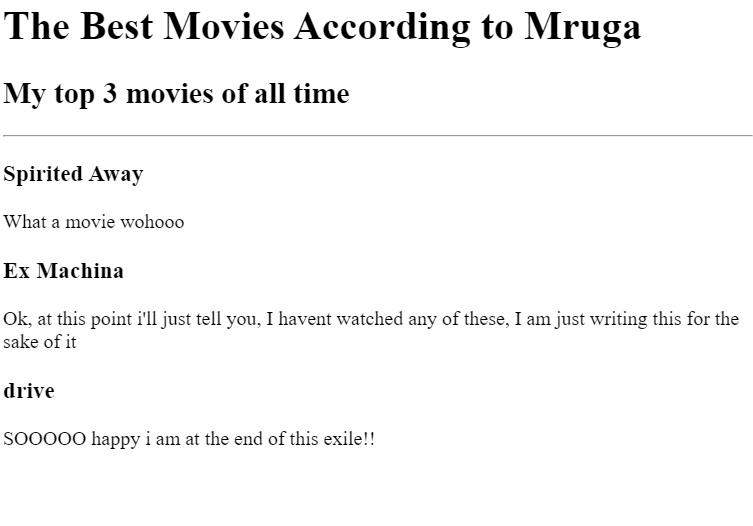 The Best Movies According to Mruga
My top 3 movies of all time
Spirited Away
What a movie wohooo
Ex Machina
Ok, at this point i'll just tell you, I havent watched any of these, I am just writing this for the
sake of it
drive
SOOOOO happy i am at the end of this exile!!